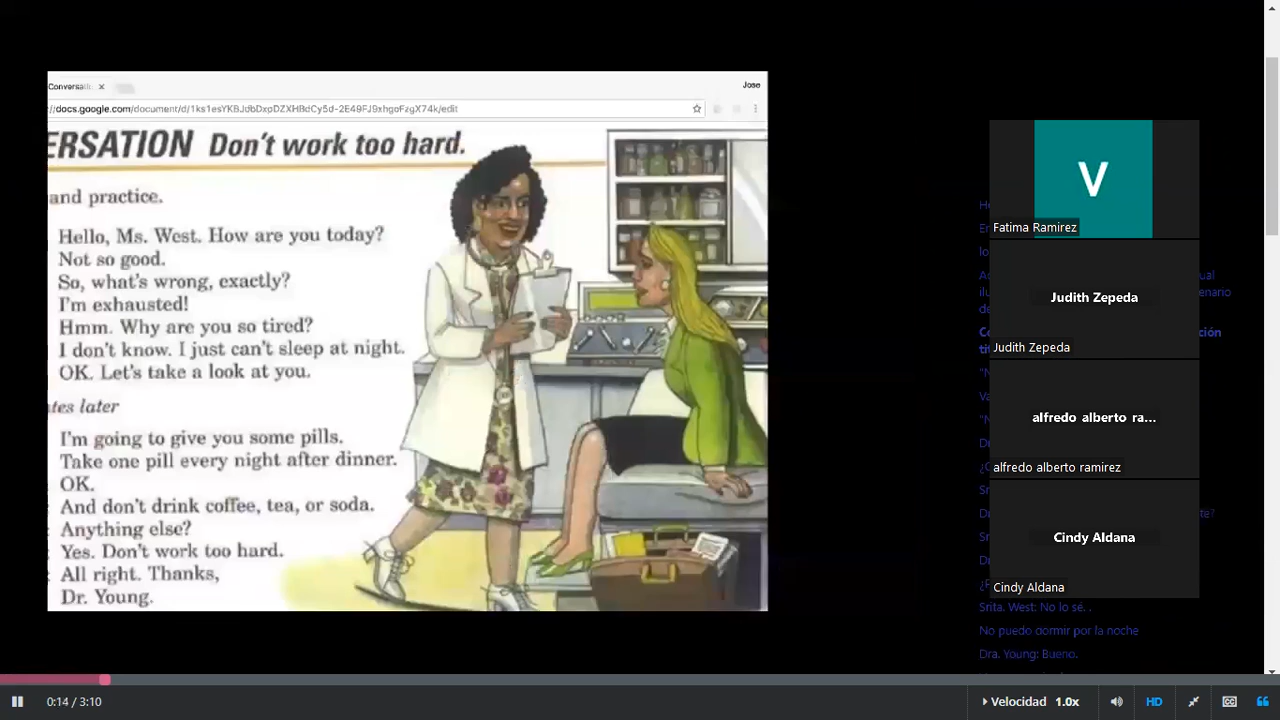 Conversati
Jose
://docs.google.com/document/d/1ks1esYKBJdbDxpDZXHBdCy5d-2E49FJ9xhgoFzgX74k/edit
ERSATION Don't work too hard.
and practice.
Hello, Ms. West. How are you today?
Not so good.
So, what's wrong, exactly?
I'm exhausted!
Hmm. Why are you so tired?
I don't know. I just can't sleep at night.
OK. Let's take a look at you.
tes later
I'm going to give you some pills.
Take one pill every night after dinner.
OK.
And don't drink coffee, tea, or soda.
Anything else?
Yes. Don't work too hard.
All right. Thanks,
Dr. Young.
V
Fatima Ramirez
Judith Zepeda
Judith Zepeda
alfredo alberto ra...
alfredo alberto ramirez
Cindy Aldana
Cindy Aldana
Srita. West: No lo sé. .
No puedo dormir por la noche
Dra. Young: Bueno.
0:14 / 3:10
Velocidad 1.0x
HD